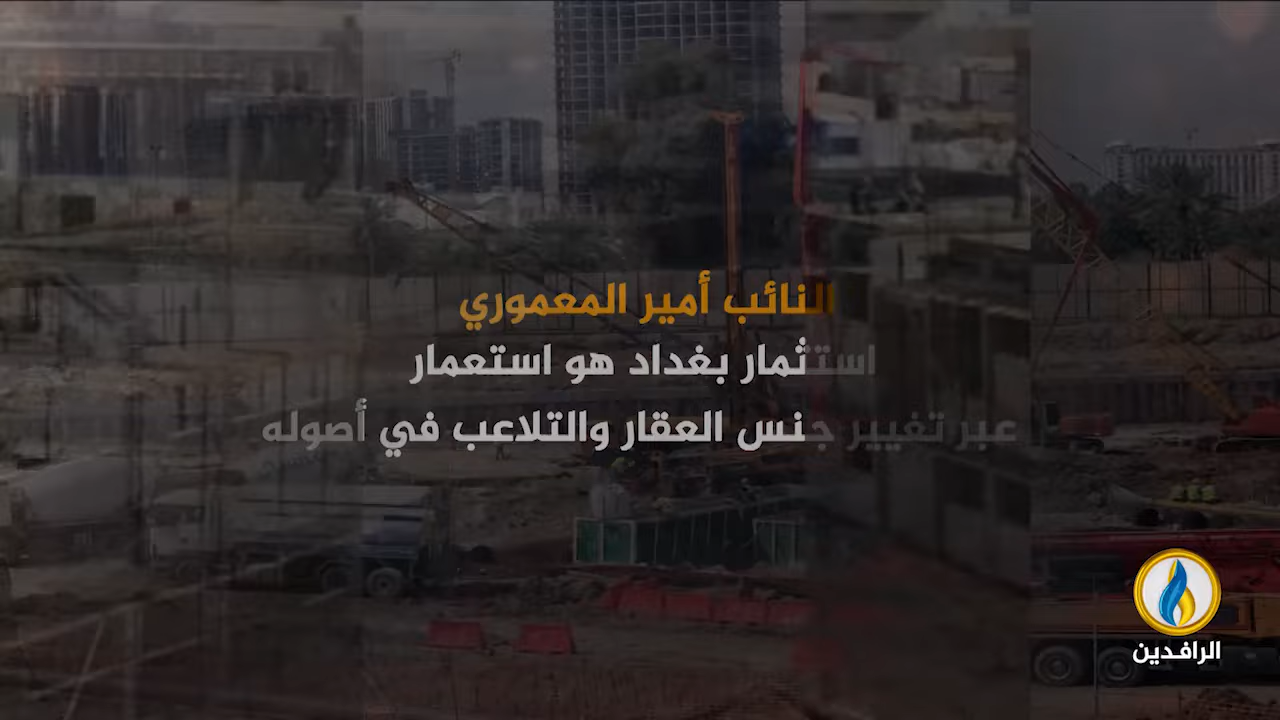 النائب أمير المعموري
استثمار بغداد هو استعمار
عبر تغيير جنس العقار والتلاعب في أصوله
الرافدين